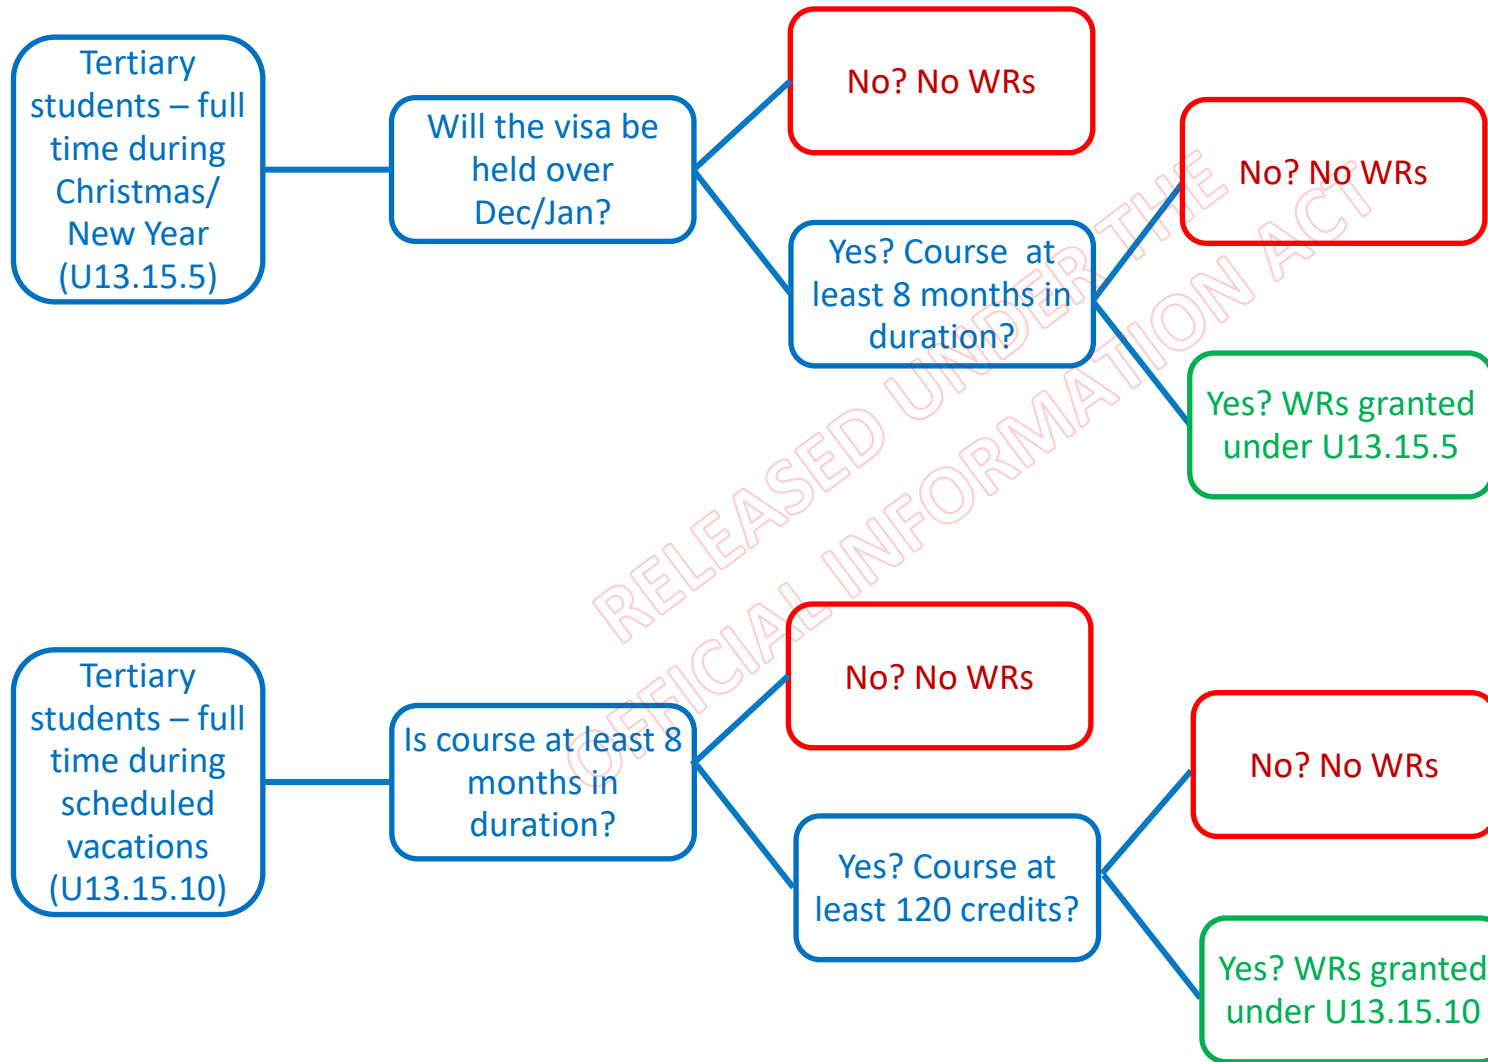 Tertiary
students – full
time during
Christmas/
New Year
(U13.15.5)
Will the visa be
held over
Dec/Jan?
No? No WRs
Yes? Course at
least 8 months in
duration?
No? No WRs
Yes? WRs granted
under U13.15.5
RELEASED UNDER THE
OFFICIAL INFORMATION ACT
Tertiary
students – full
time during
scheduled
vacations
(U13.15.10)
Is course at least 8
months in
duration?
No? No WRs
Yes? Course at
least 120 credits?
No? No WRs
Yes? WRs granted
under U13.15.10